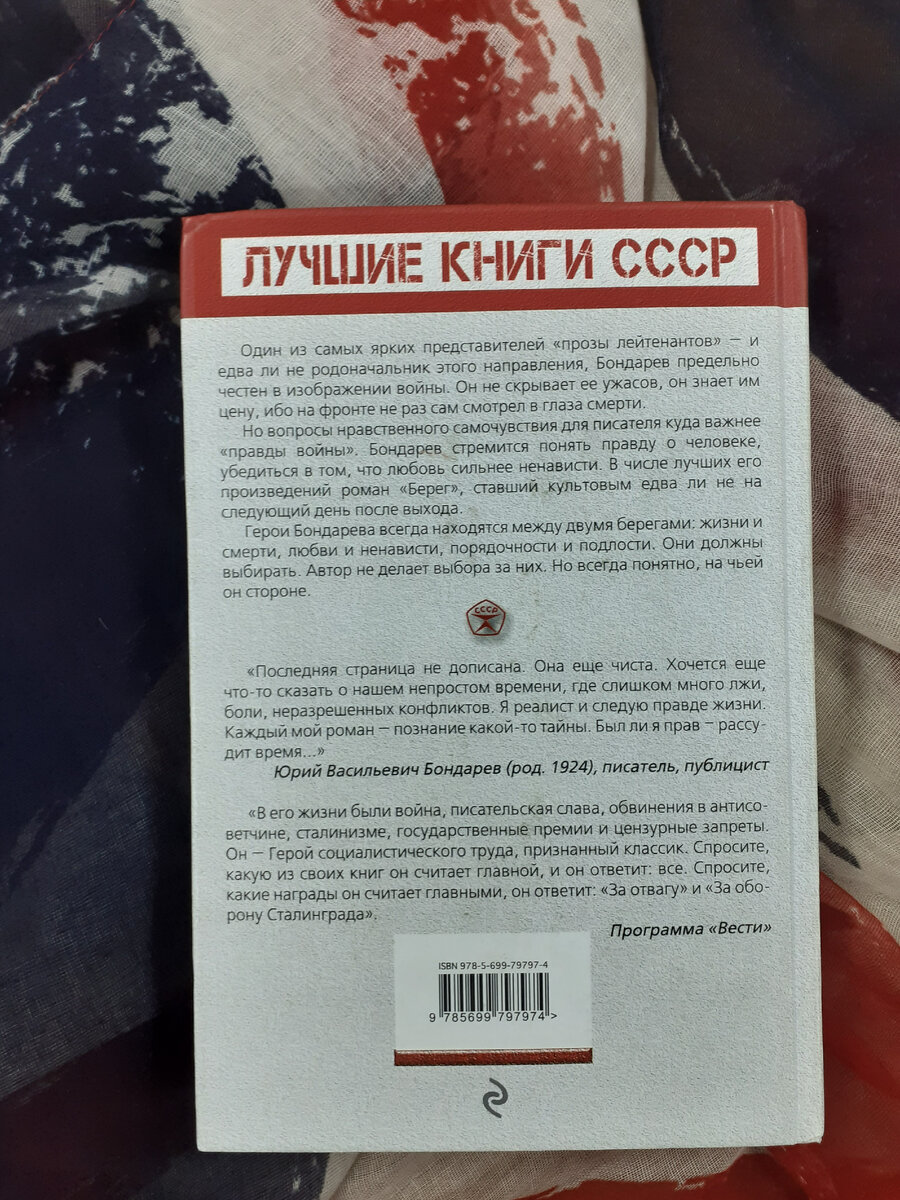 ЛУЧШИЕ КНИГИ СССР
Один из самых ярких представителей «прозы лейтенантов» – и
едва ли не родоначальник этого направления, Бондарев предельно
честен в изображении войны. Он не скрывает ее ужасов, он знает им
цену, ибо на фронте не раз сам смотрел в глаза смерти.
Но вопросы нравственного самочувствия для писателя куда важнее
«правды войны». Бондарев стремится понять правду о человеке,
убедиться в том, что любовь сильнее ненависти. В числе лучших его
произведений роман «Берег», ставший культовым едва ли не на
следующий день после выхода.
Герои Бондарева всегда находятся между двумя берегами: жизни и
смерти, любви и ненависти, порядочности и подлости. Они должны
выбирать. Автор не делает выбора за них. Но всегда понятно, на чьей
он стороне.
СССР
«Последняя страница не дописана. Она еще чиста. Хочется еще
что-то сказать о нашем непростом времени, где слишком много лжи,
боли, неразрешенных конфликтов. Я реалист и следую правде жизни.
Каждый мой роман – познание какой-то тайны. Был ли я прав – рассу-
дит время...»
Юрий Васильевич Бондарев (род. 1924), писатель, публицист
«В его жизни были война, писательская слава, обвинения в антисо-
ветчине, сталинизме, государственные премии и цензурные запреты.
Он – Герой социалистического труда, признанный классик. Спросите,
какую из своих книг он считает главной, и он ответит: все. Спросите,
какие награды он считает главными, он ответит: «За отвагу» и «За обо-
рону Сталинграда».
Программа «Вести»
ISBN 978-5-699-79797-4
9 785699 797974 >